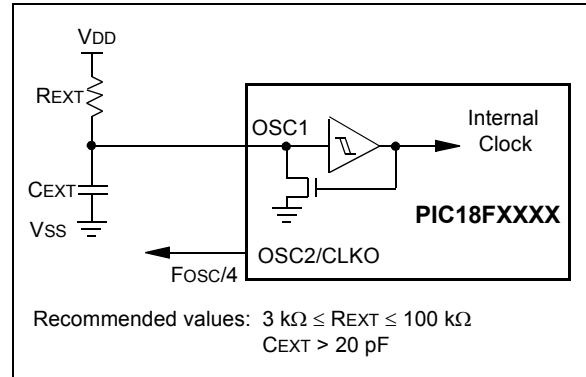 VDD
REXT
OSC1
Internal
Clock
CEXT
PIC18FXXXX
VSS
OSC2/CLKO
FOSC/4
Recommended values: 3 kΩ ≤ REXT ≤ 100 kΩ
CEXT > 20 pF